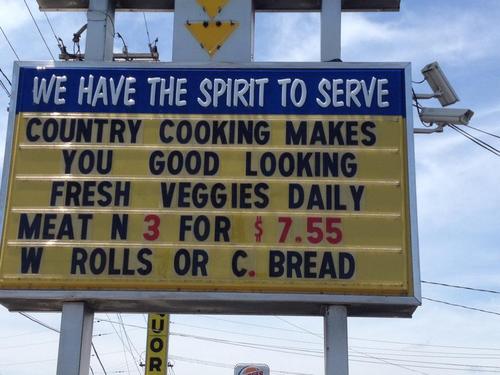 WE HAVE THE SPIRIT TO SERVE
COUNTRY COOKING MAKES
YOU GOOD LOOKING
FRESH VEGGIES DAILY
MEAT N 3 FOR $ 7.55
W ROLLS OR C. BREAD
UOR